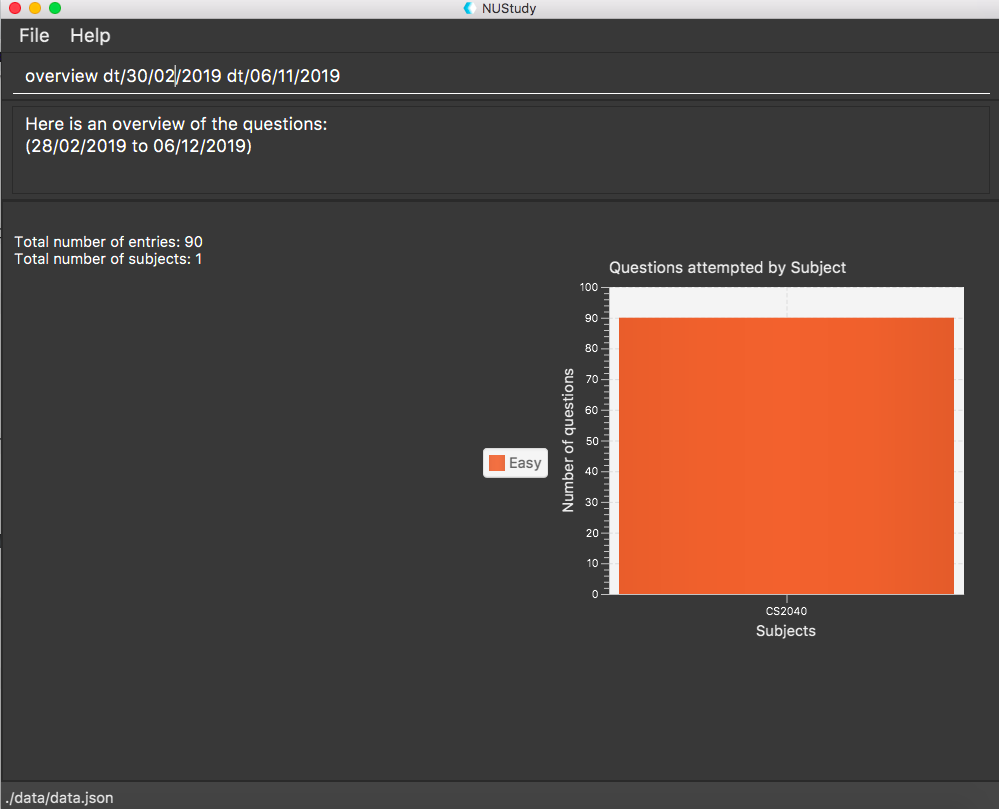 NUStudy
File Help
overview dt/30/02/2019 dt/06/11/2019
Here is an overview of the questions:
(28/02/2019 to 06/12/2019)
Total number of entries: 90
Total number of subjects: 1
Questions attempted by Subject
100
90
80
70
60
50
40
30
20
10
0
Number of questions
Easy
CS2040
Subjects
./data/data.json